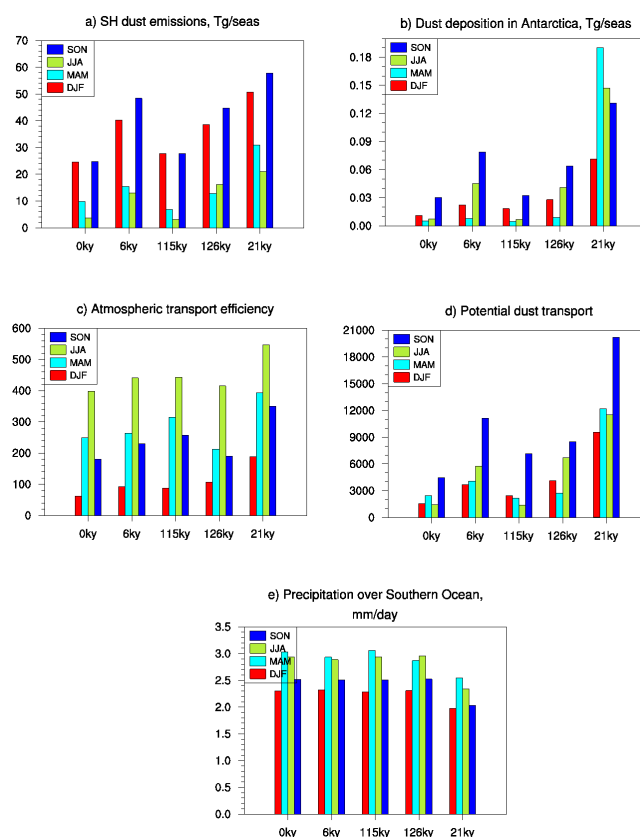 a) SH dust emissions, Tg/seas
70
60
50
40
30
20
10
0
SON
JJA
MAM
DJF
0ky 6ky 115ky 126ky 21ky
b) Dust deposition in Antarctica, Tg/seas
0.18
0.15
0.12
0.09
0.06
0.03
0.00
SON
JJA
MAM
DJF
0ky 6ky 115ky 126ky 21ky
c) Atmospheric transport efficiency
600
500
400
300
200
100
0
SON
JJA
MAM
DJF
0ky 6ky 115ky 126ky 21ky
d) Potential dust transport
21000
18000
15000
12000
9000
6000
3000
0
SON
JJA
MAM
DJF
0ky 6ky 115ky 126ky 21ky
e) Precipitation over Southern Ocean,
mm/day
3.5
3.0
2.5
2.0
1.5
1.0
0.5
0.0
SON
JJA
MAM
DJF
0ky 6ky 115ky 126ky 21ky